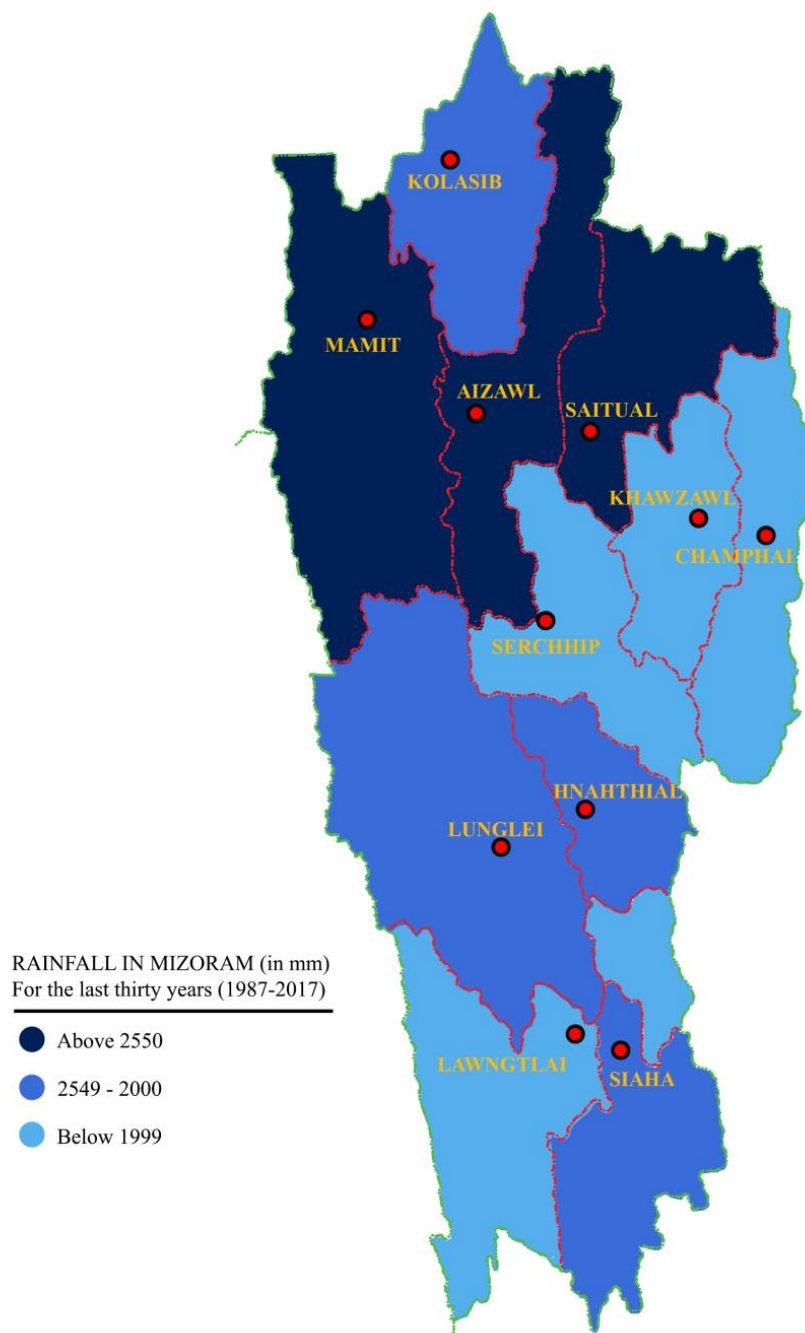 KOLASIB
MAMIT
AIZAWL
SAITUAL
KHAWZAWL
CHAMPHAI
SERCHHIP
HNAHTHIAL
LUNGLEI
RAINFALL IN MIZORAM (in mm)
For the last thirty years (1987-2017)
Above 2550
2549 - 2000
Below 1999
LAWNGTLAI
SIAHA